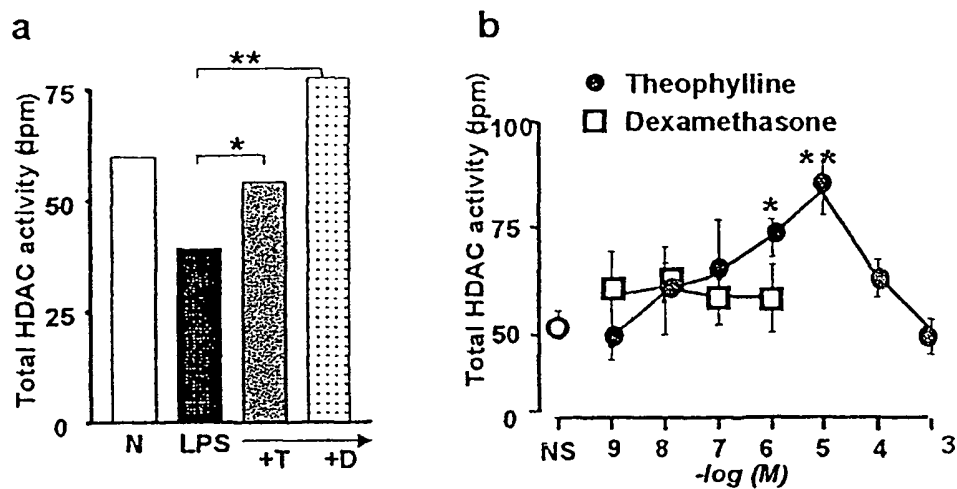 a
Total HDAC activity (dpm)
75
50
25
0
**
*
N LPS +T +D
b
Total HDAC activity (dpm)
100
75
50
0
Theophylline
Dexamethasone
**
*
NS 9 8 7 6 5 4 3
-log (M)